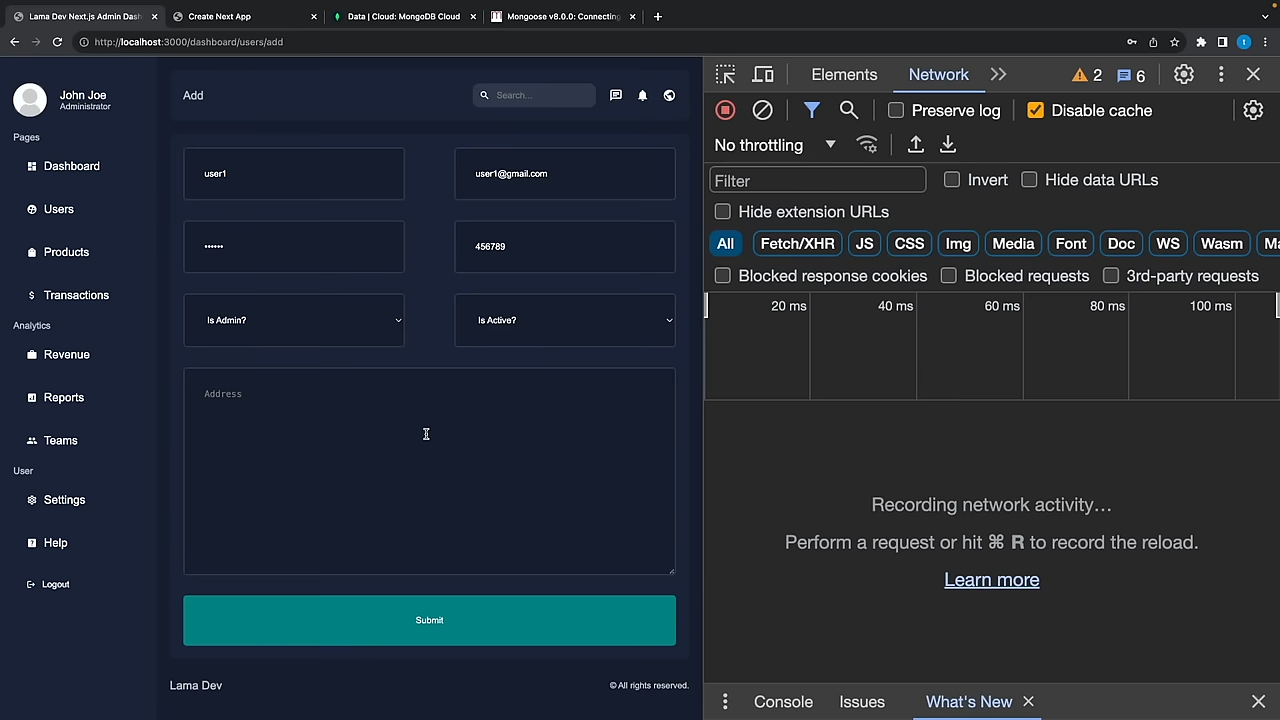 Lama Dev Next.js Admin Dash
Create Next App
Data | Cloud: MongoDB Cloud
Mongoose v8.0.0: Connecting
http://localhost:3000/dashboard/users/add
t
John Joe
Administrator
Pages
Dashboard
Users
Products
Transactions
Analytics
Revenue
Reports
Teams
User
Settings
Help
Logout
Add
Search...
user1
user1@gmail.com
••••••
456789
Is Admin?
Is Active?
Address
Submit
Lama Dev
© All rights reserved.
Elements
Network
2
6
Preserve log
Disable cache
No throttling
Filter
Invert
Hide data URLs
Hide extension URLs
All
Fetch/XHR
JS
CSS
Img
Media
Font
Doc
WS
Wasm
Ma
Blocked response cookies
Blocked requests
3rd-party requests
20 ms
40 ms
60 ms
80 ms
100 ms
Recording network activity…
Perform a request or hit ⌘ R to record the reload.
Learn more
Console
Issues
What's New